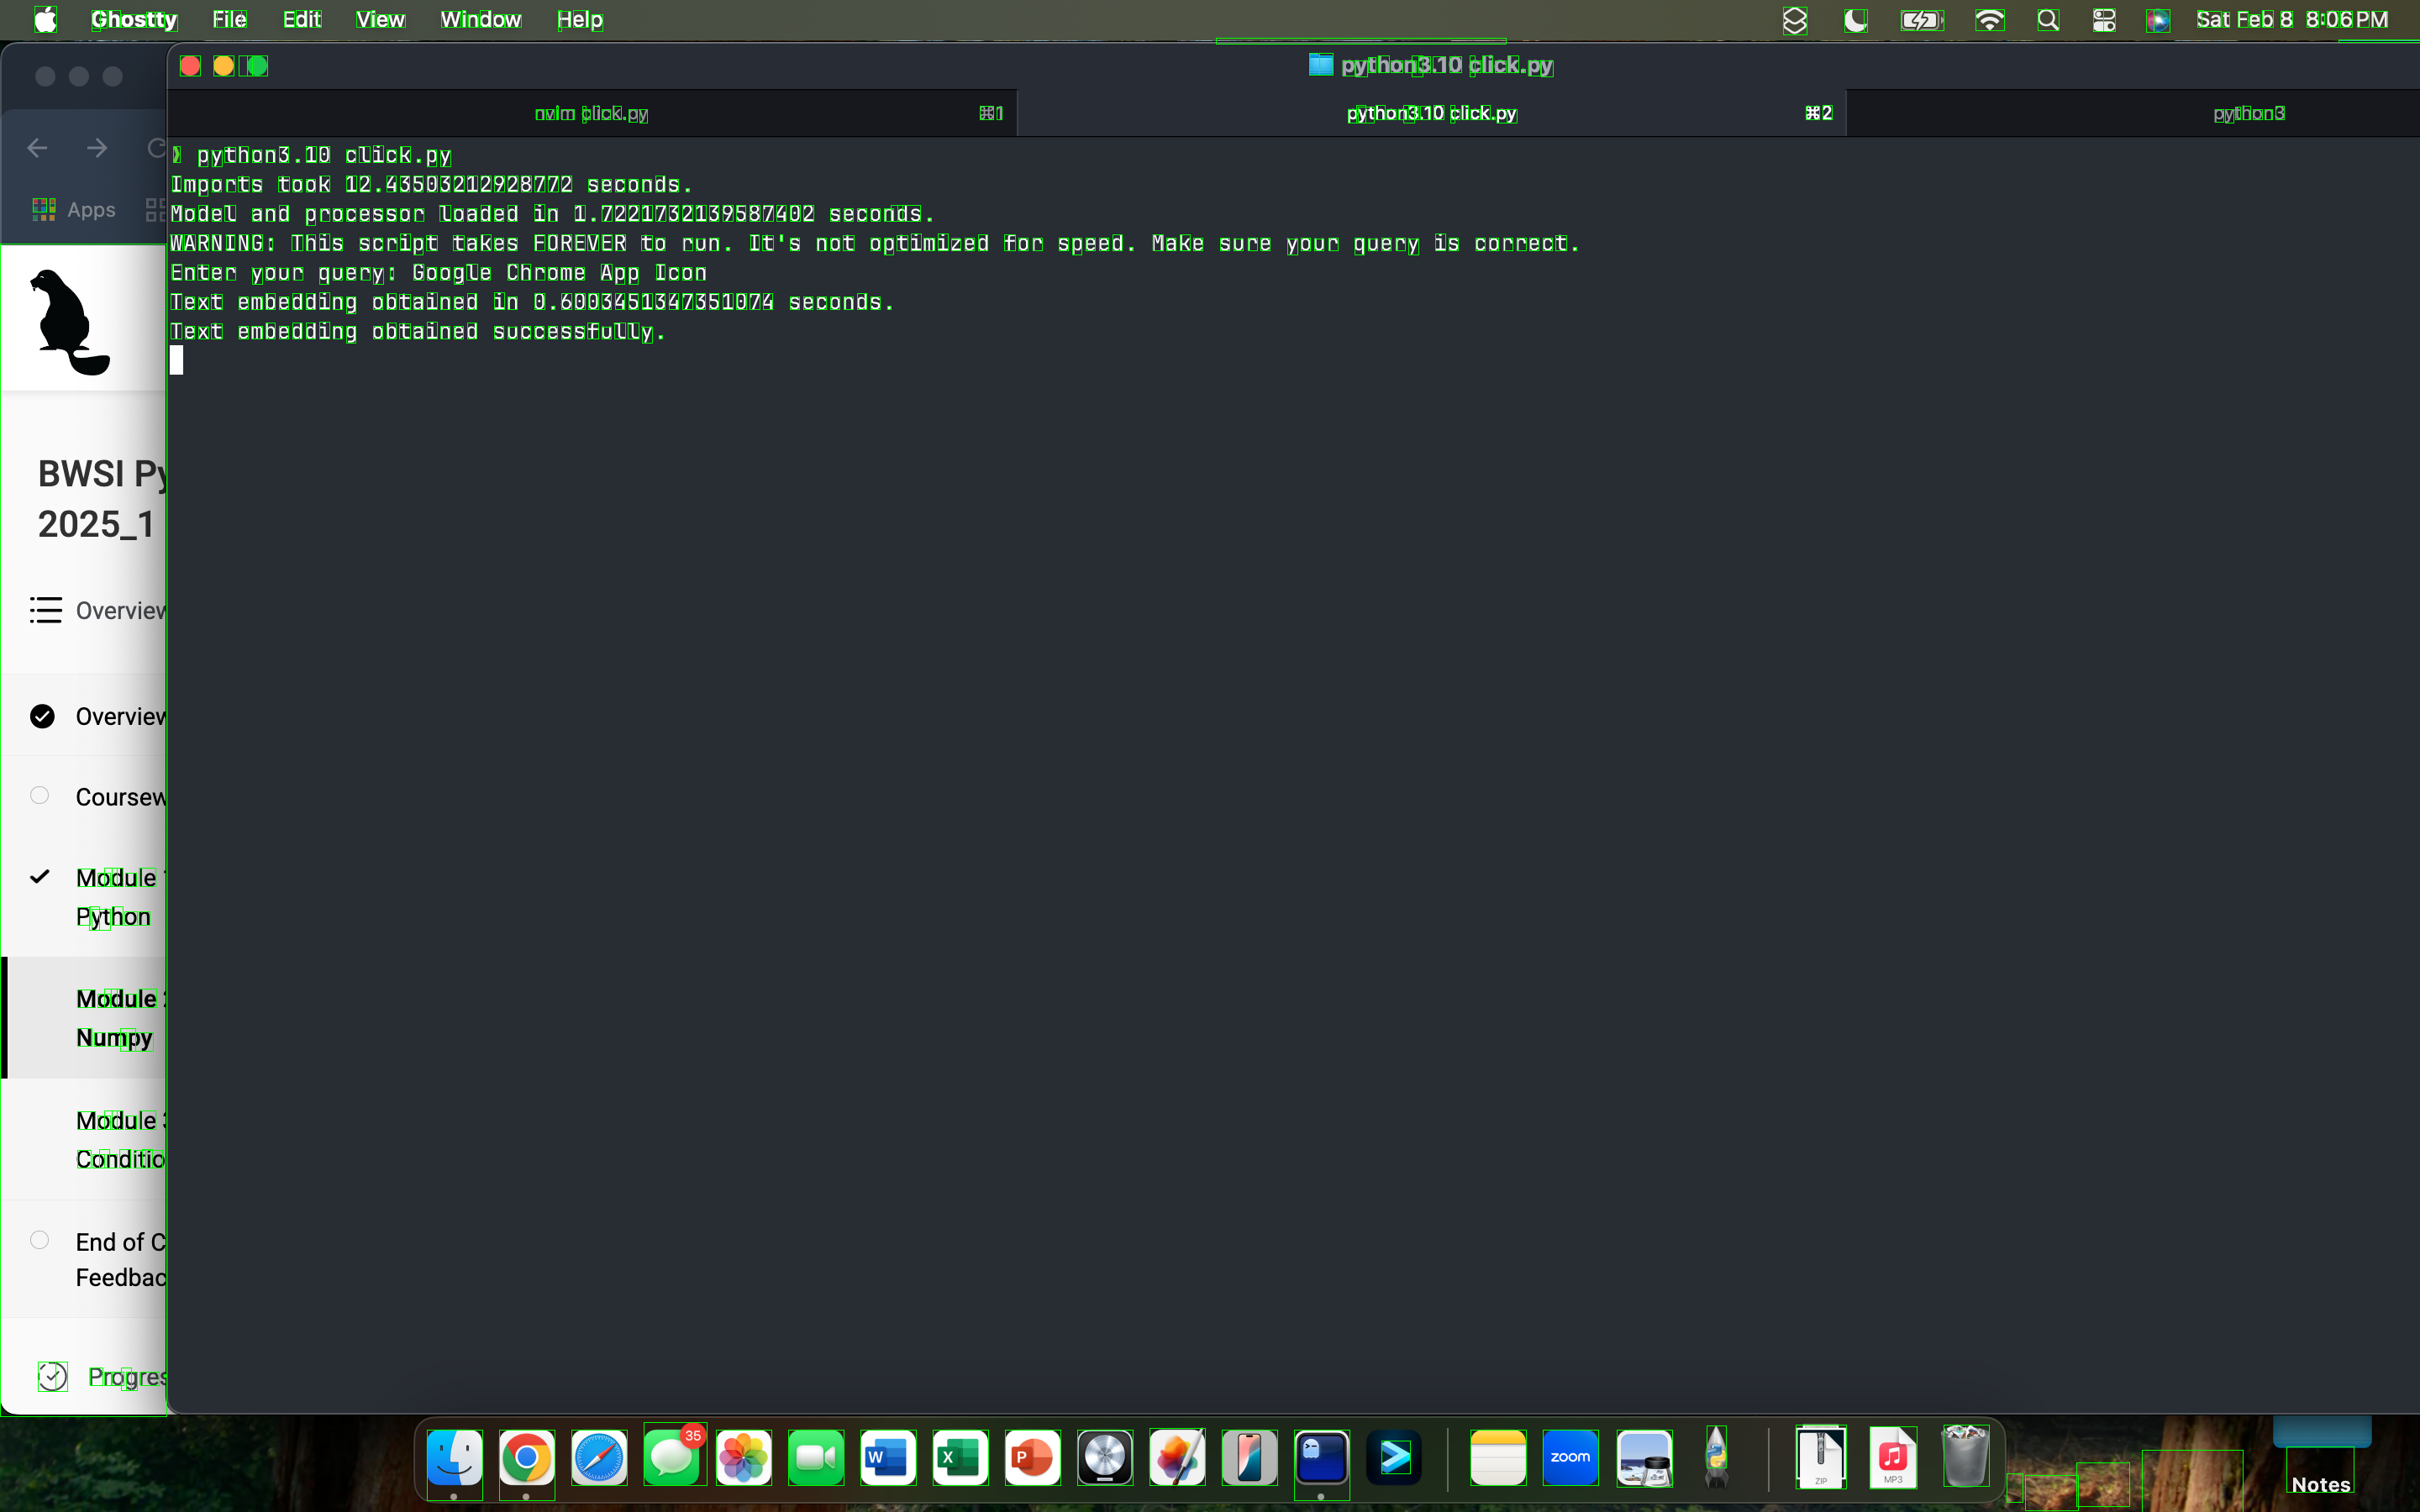 Ghostty File Edit View Window Help Sat Feb 8 8:06 PM
python3.10 click.py
nvim click.py ⌘1 python3.10 click.py ⌘2 python3
Apps
❯ python3.10 click.py
Imports took 12.43503212928772 seconds.
Model and processor loaded in 1.7221732139587402 seconds.
WARNING: This script takes FOREVER to run. It's not optimized for speed. Make sure your query is correct.
Enter your query: Google Chrome App Icon
Text embedding obtained in 0.6003451347351074 seconds.
Text embedding obtained successfully.
BWSI Py
2025_1
Overview
Overview
Coursew
Module 1
Python
Module 2
Numpy
Module 3
Conditio
End of C
Feedbac
Progres
35
W
X
P
zoom
ZIP
MP3
Notes